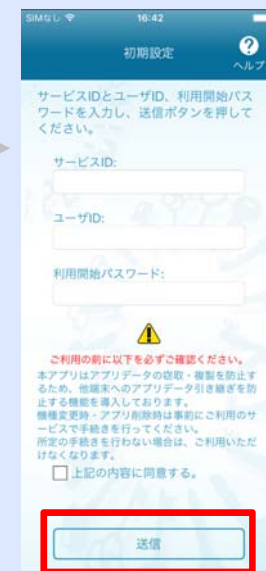 SIMなし 16:42
初期設定
?
ヘルプ
サービスIDとユーザID、利用開始パス
ワードを入力し、送信ボタンを押して
ください。
サービスID:
ユーザID:
利用開始パスワード:
ご利用の前に以下を必ずご確認ください。
本アプリはアプリデータの窃取・複製を防止す
るため、他端末へのアプリデータ引き継ぎを防
止する機能を導入しております。
機種変更時・アプリ削除時は事前にご利用のサ
ービスで手続きを行ってください。
所定の手続きを行わない場合は、ご利用いただ
けなくなります。
上記の内容に同意する。
送信